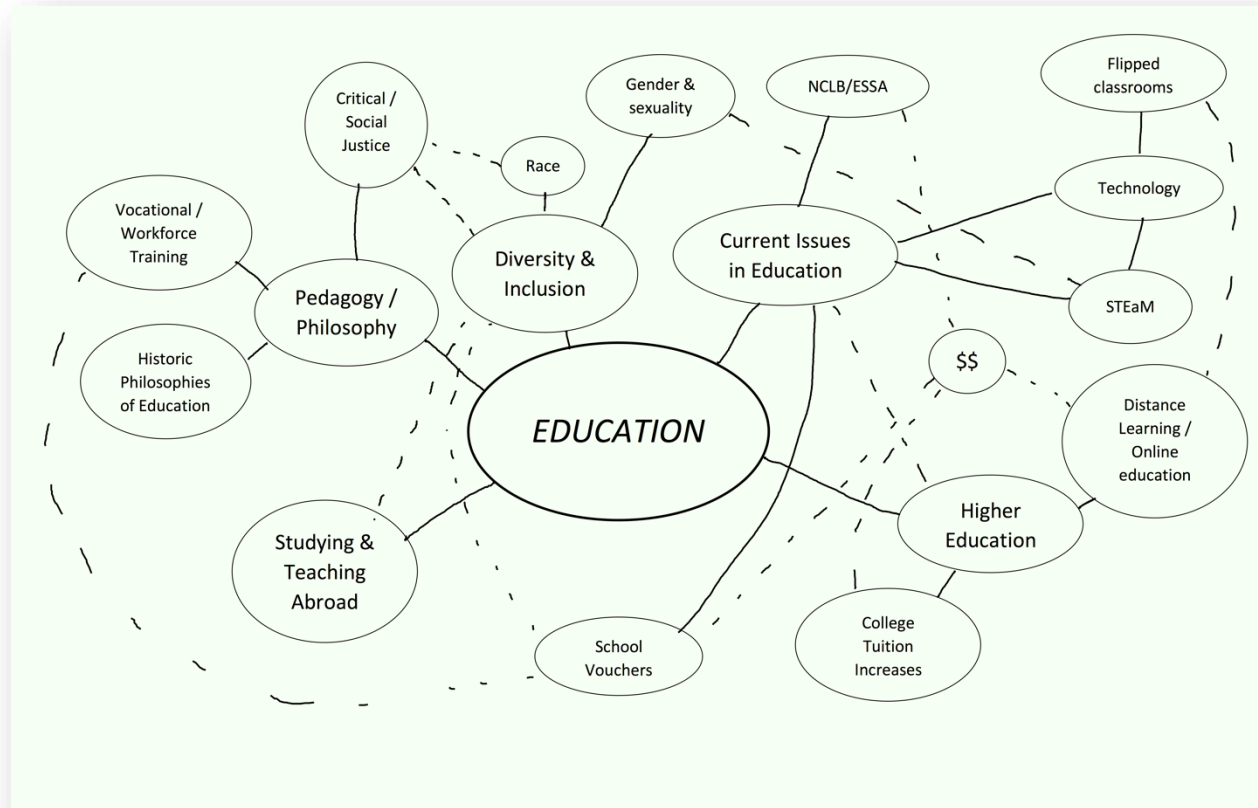 Flipped
classrooms
Gender &
sexuality
NCLB/ESSA
Critical /
Social
Justice
Race
Technology
Vocational /
Workforce
Training
Current Issues
in Education
Diversity &
Inclusion
Pedagogy /
Philosophy
STEaM
Historic
Philosophies
of Education
$$
EDUCATION
Distance
Learning /
Online
education
Higher
Education
Studying &
Teaching
Abroad
School
Vouchers
College
Tuition
Increases